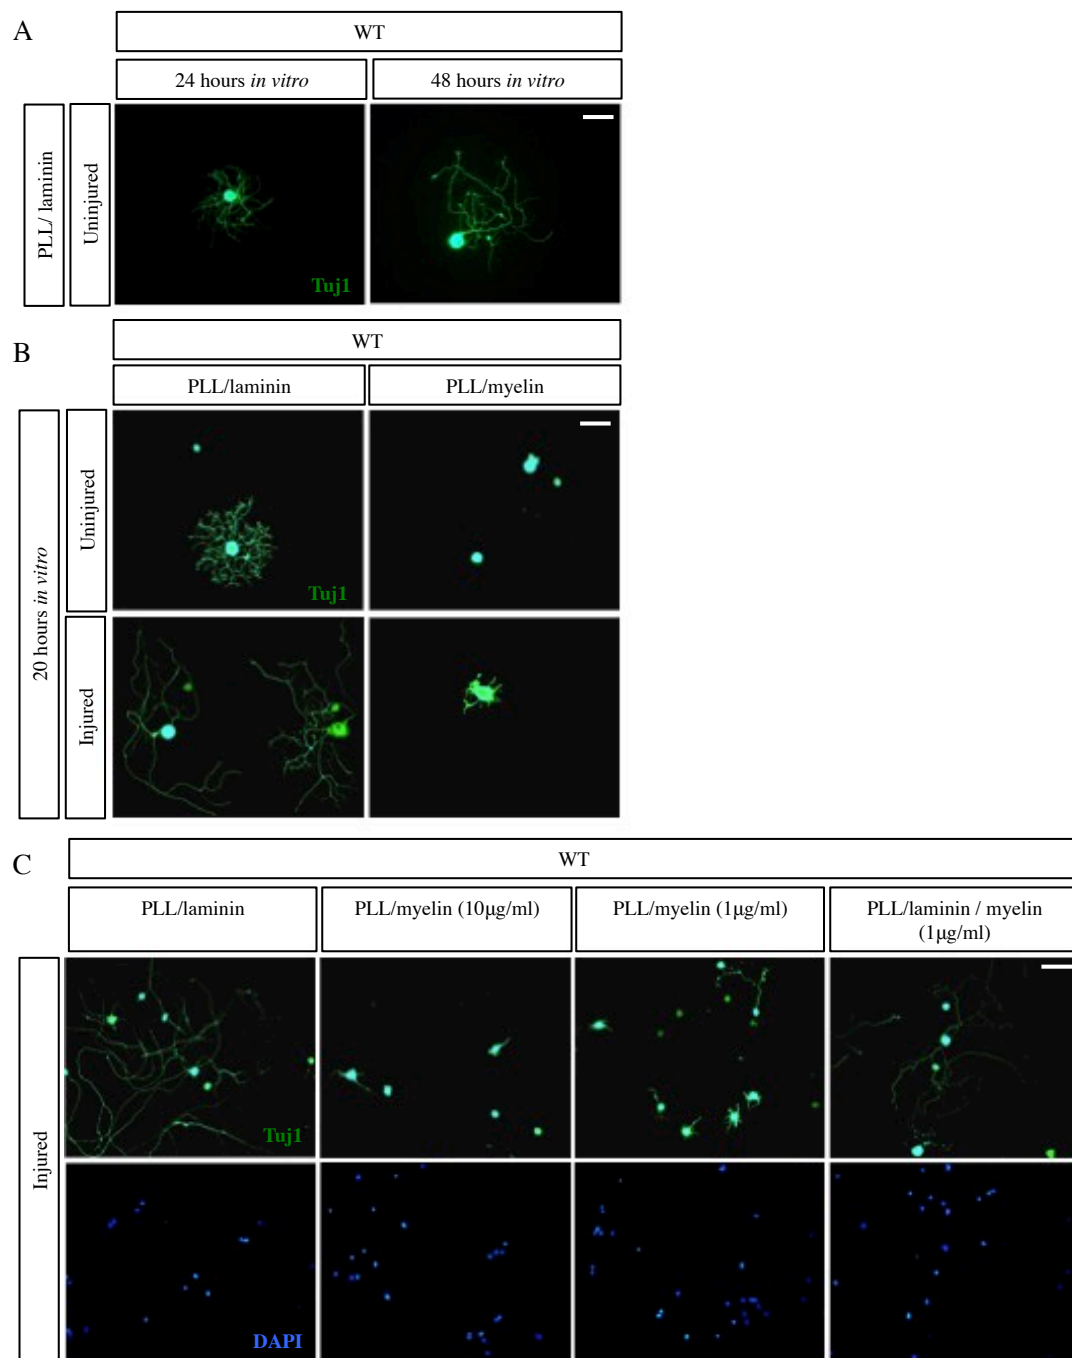 A
WT
24 hours in vitro
48 hours in vitro
PLL/ laminin
Uninjured
Tuj1
B
WT
PLL/laminin
PLL/myelin
20 hours in vitro
Uninjured
Tuj1
Injured
C
WT
PLL/laminin
PLL/myelin (10µg/ml)
PLL/myelin (1µg/ml)
PLL/laminin / myelin
(1µg/ml)
Injured
Tuj1
DAPI